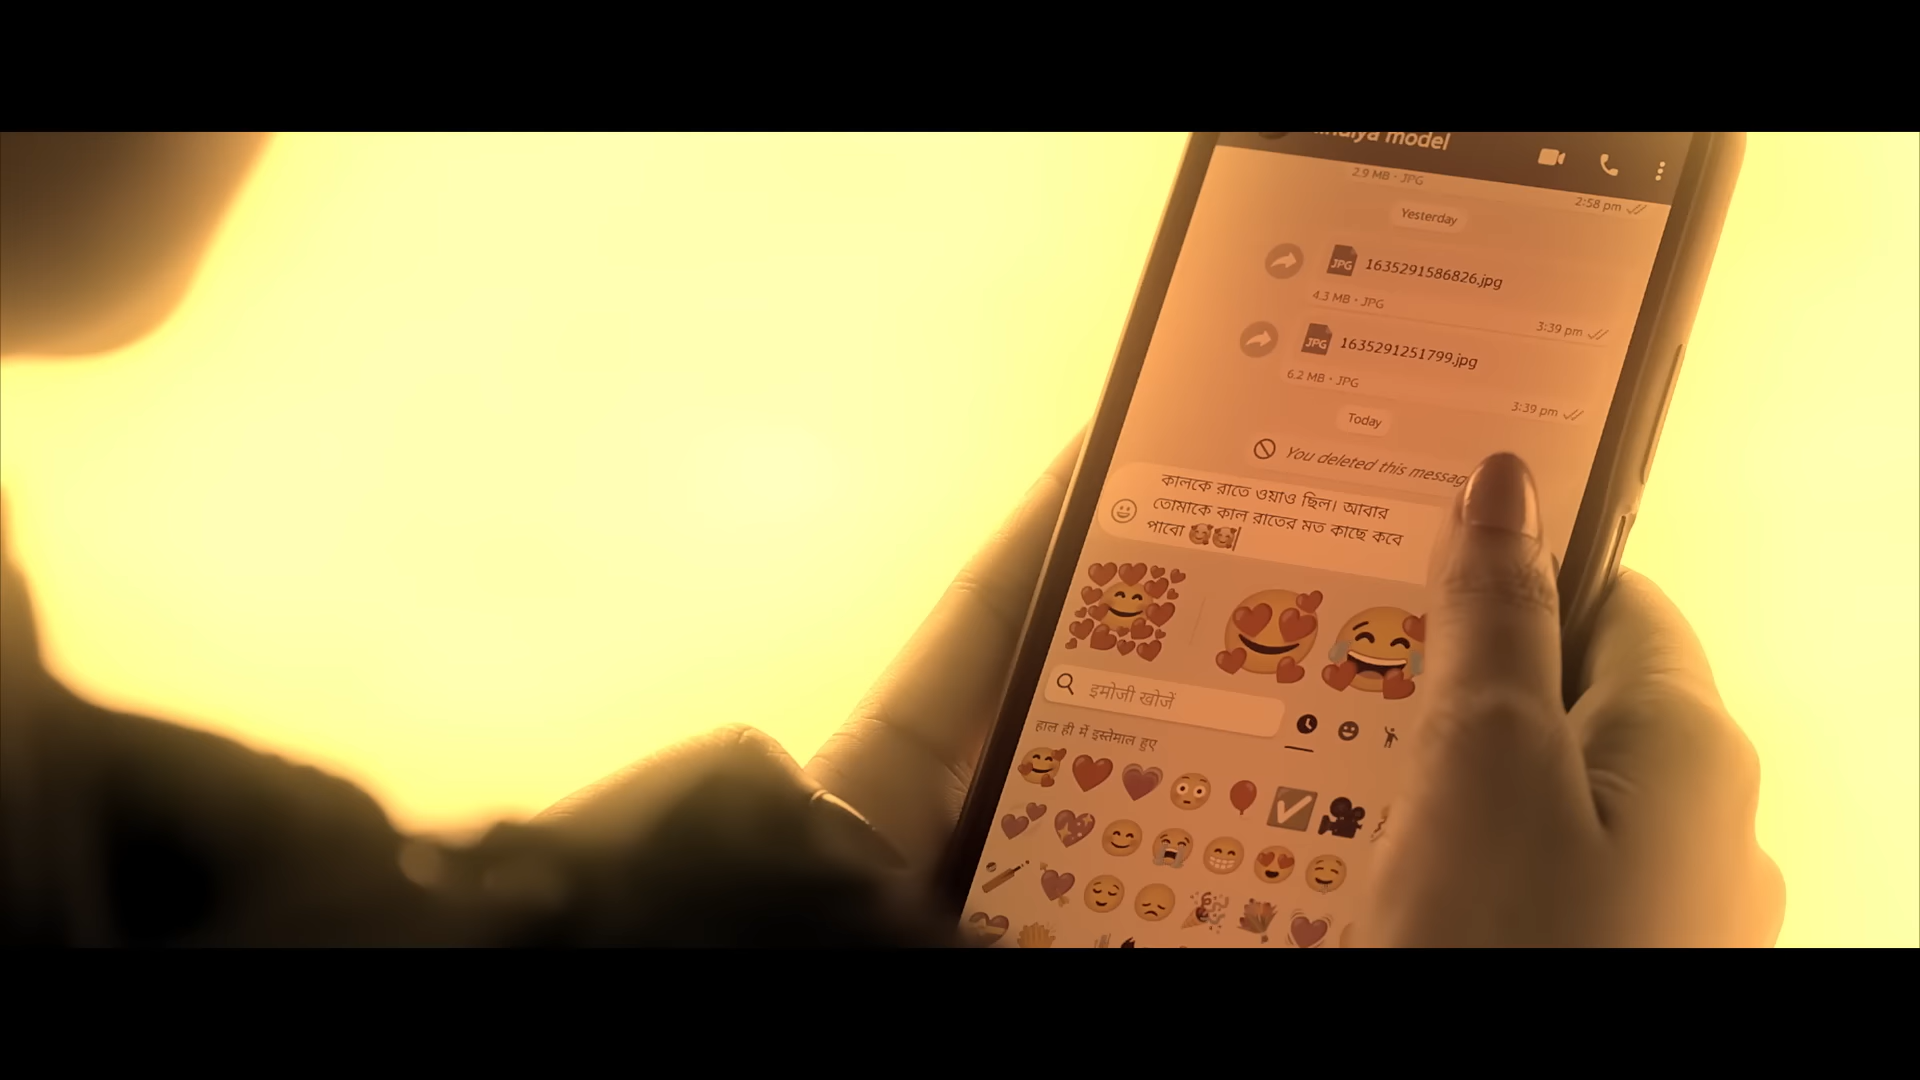 model
2.9 MB · JPG
2:58 pm
Yesterday
JPG 1635291586826.jpg
4.3 MB · JPG
3:39 pm
JPG 1635291251799.jpg
6.2 MB · JPG
3:39 pm
Today
You deleted this
কালকে রাতে ওয়াও ছিল। আবার
তোমাকে কাল রাতের মত কাছে কবে
পাবো 🥰🥰
इमोजी खोजें
हाल ही में इस्तेमाल हुए